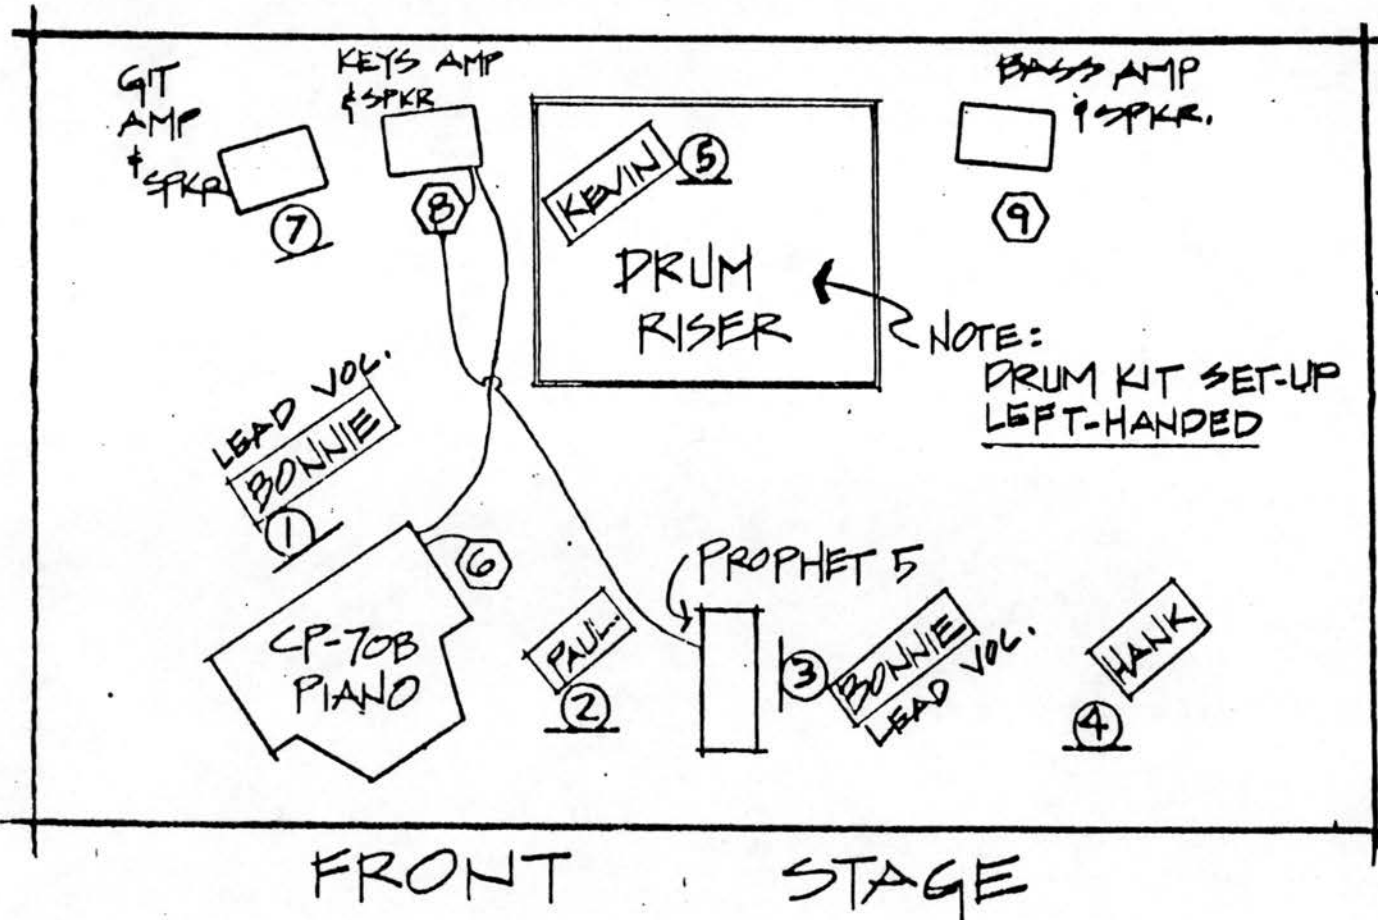 GIT
AMP
& SPKR
⑦
KEYS AMP
& SPKR
8
KEVIN
⑤
DRUM
RISER
BASS AMP
& SPKR.
9
NOTE:
DRUM KIT SET-UP
LEFT-HANDED
LEAD VOC.
BONNIE
①
CP-70B
PIANO
6
PAUL
②
PROPHET 5
③
BONNIE
LEAD VOC.
HANK
④
FRONT STAGE